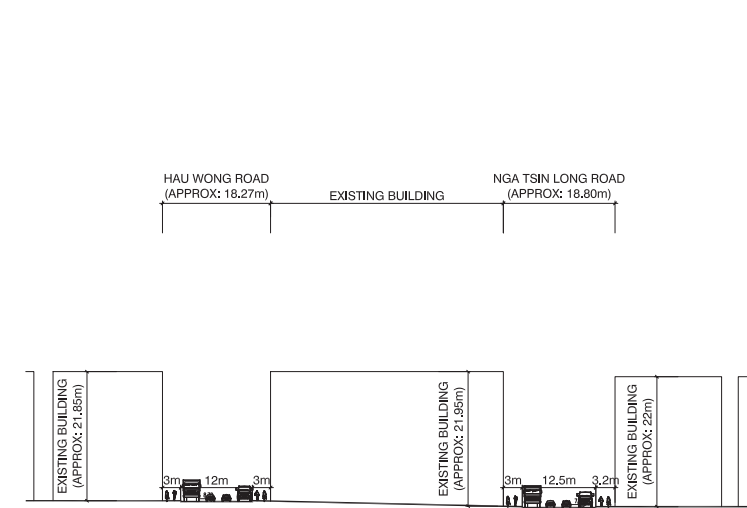 HAU WONG ROAD
(APPROX: 18.27m)
EXISTING BUILDING
NGA TSIN LONG ROAD
(APPROX: 18.80m)
EXISTING BUILDING
(APPROX: 21.85m)
3m
12m
3m
EXISTING BUILDING
(APPROX: 21.95m)
3m
12.5m
3.2m
EXISTING BUILDING
(APPROX: 22m)